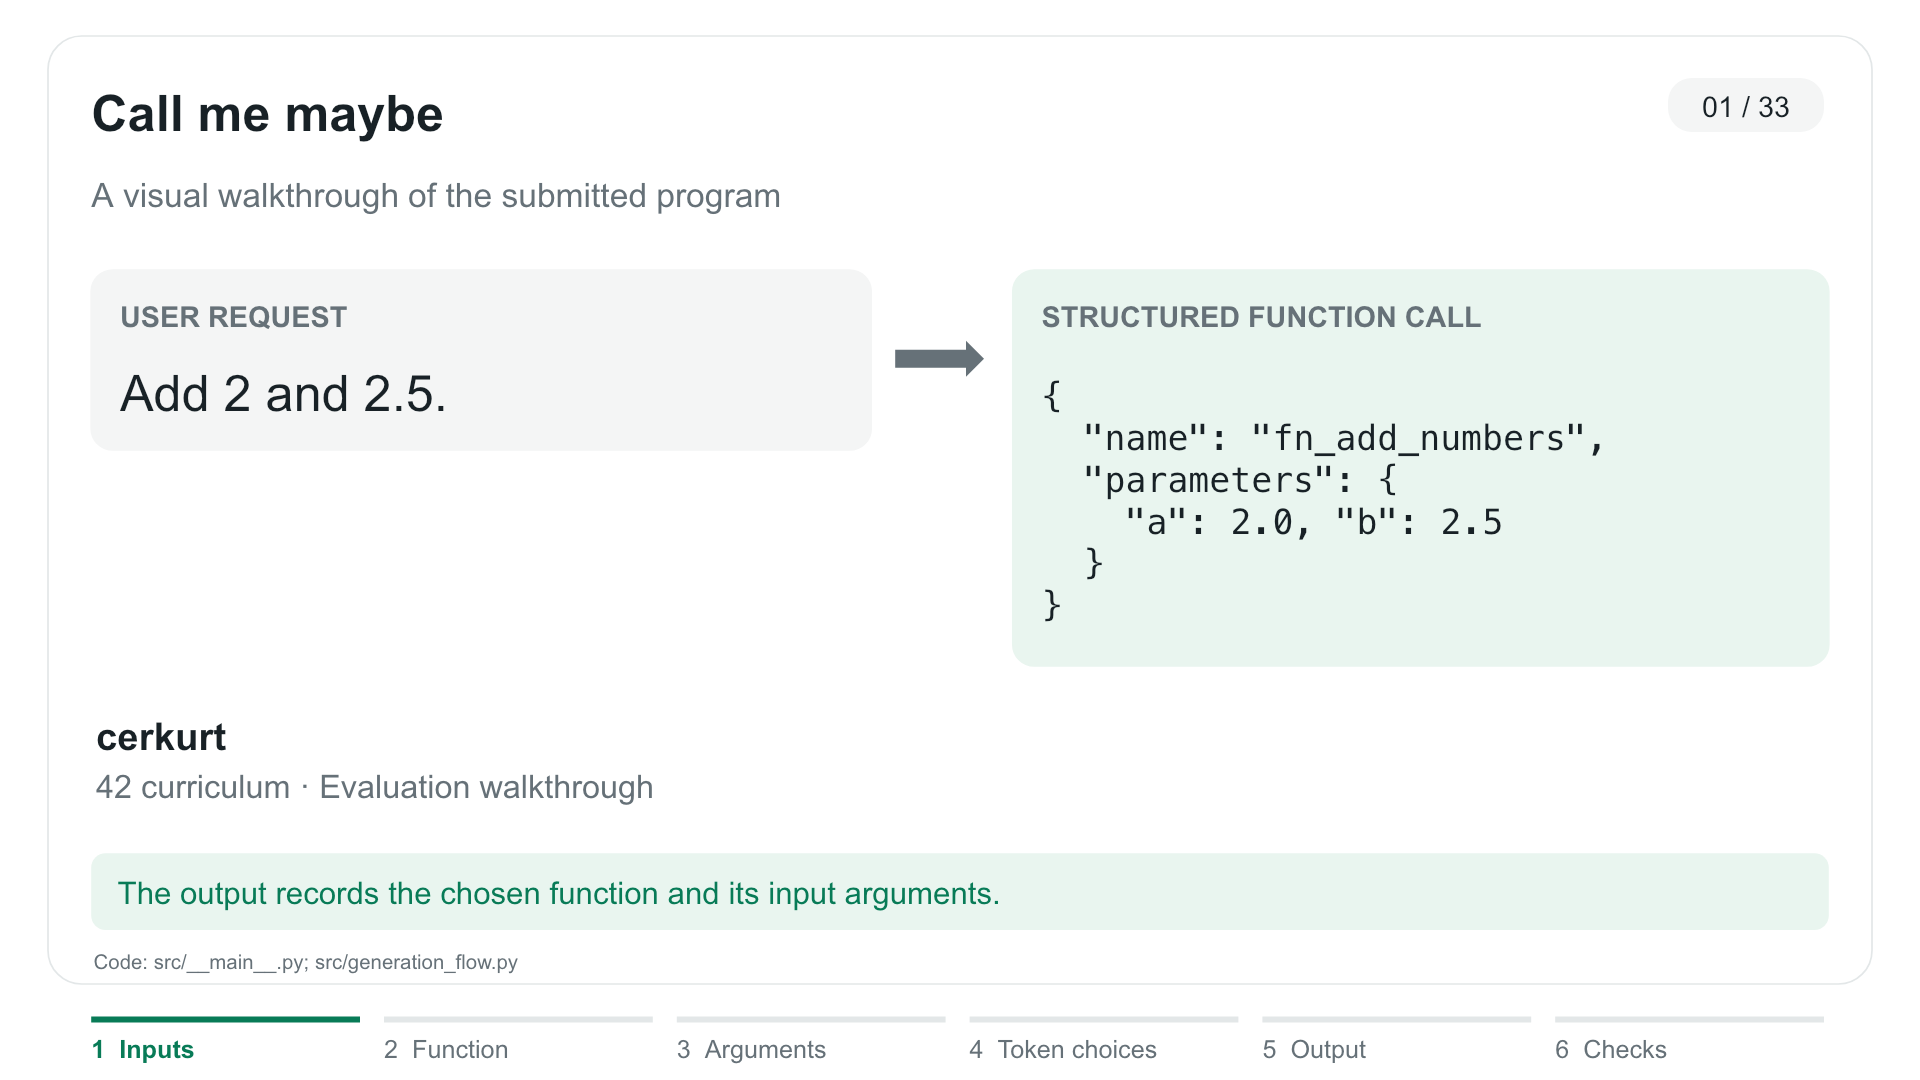 Call me maybe
01 / 33
A visual walkthrough of the submitted program
USER REQUEST
Add 2 and 2.5.
STRUCTURED FUNCTION CALL
{
  "name": "fn_add_numbers",
  "parameters": {
    "a": 2.0, "b": 2.5
  }
}
cerkurt
42 curriculum · Evaluation walkthrough
The output records the chosen function and its input arguments.
Code: src/__main__.py; src/generation_flow.py
1 Inputs
2 Function
3 Arguments
4 Token choices
5 Output
6 Checks